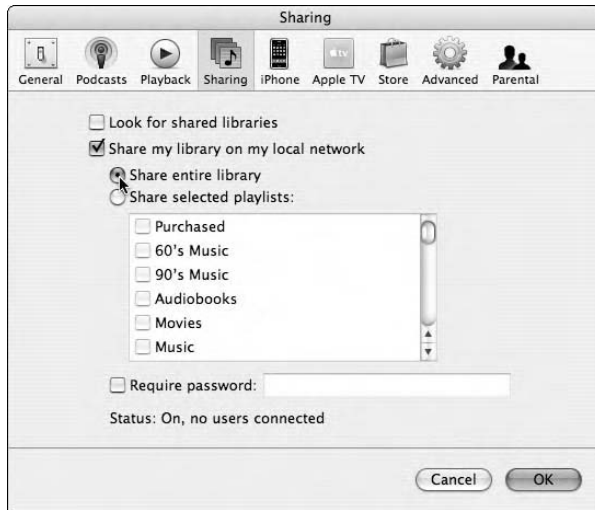 Sharing
General Podcasts Playback Sharing iPhone Apple TV Store Advanced Parental
Look for shared libraries
Share my library on my local network
Share entire library
Share selected playlists:
Purchased
60's Music
90's Music
Audiobooks
Movies
Music
Require password:
Status: On, no users connected
Cancel OK